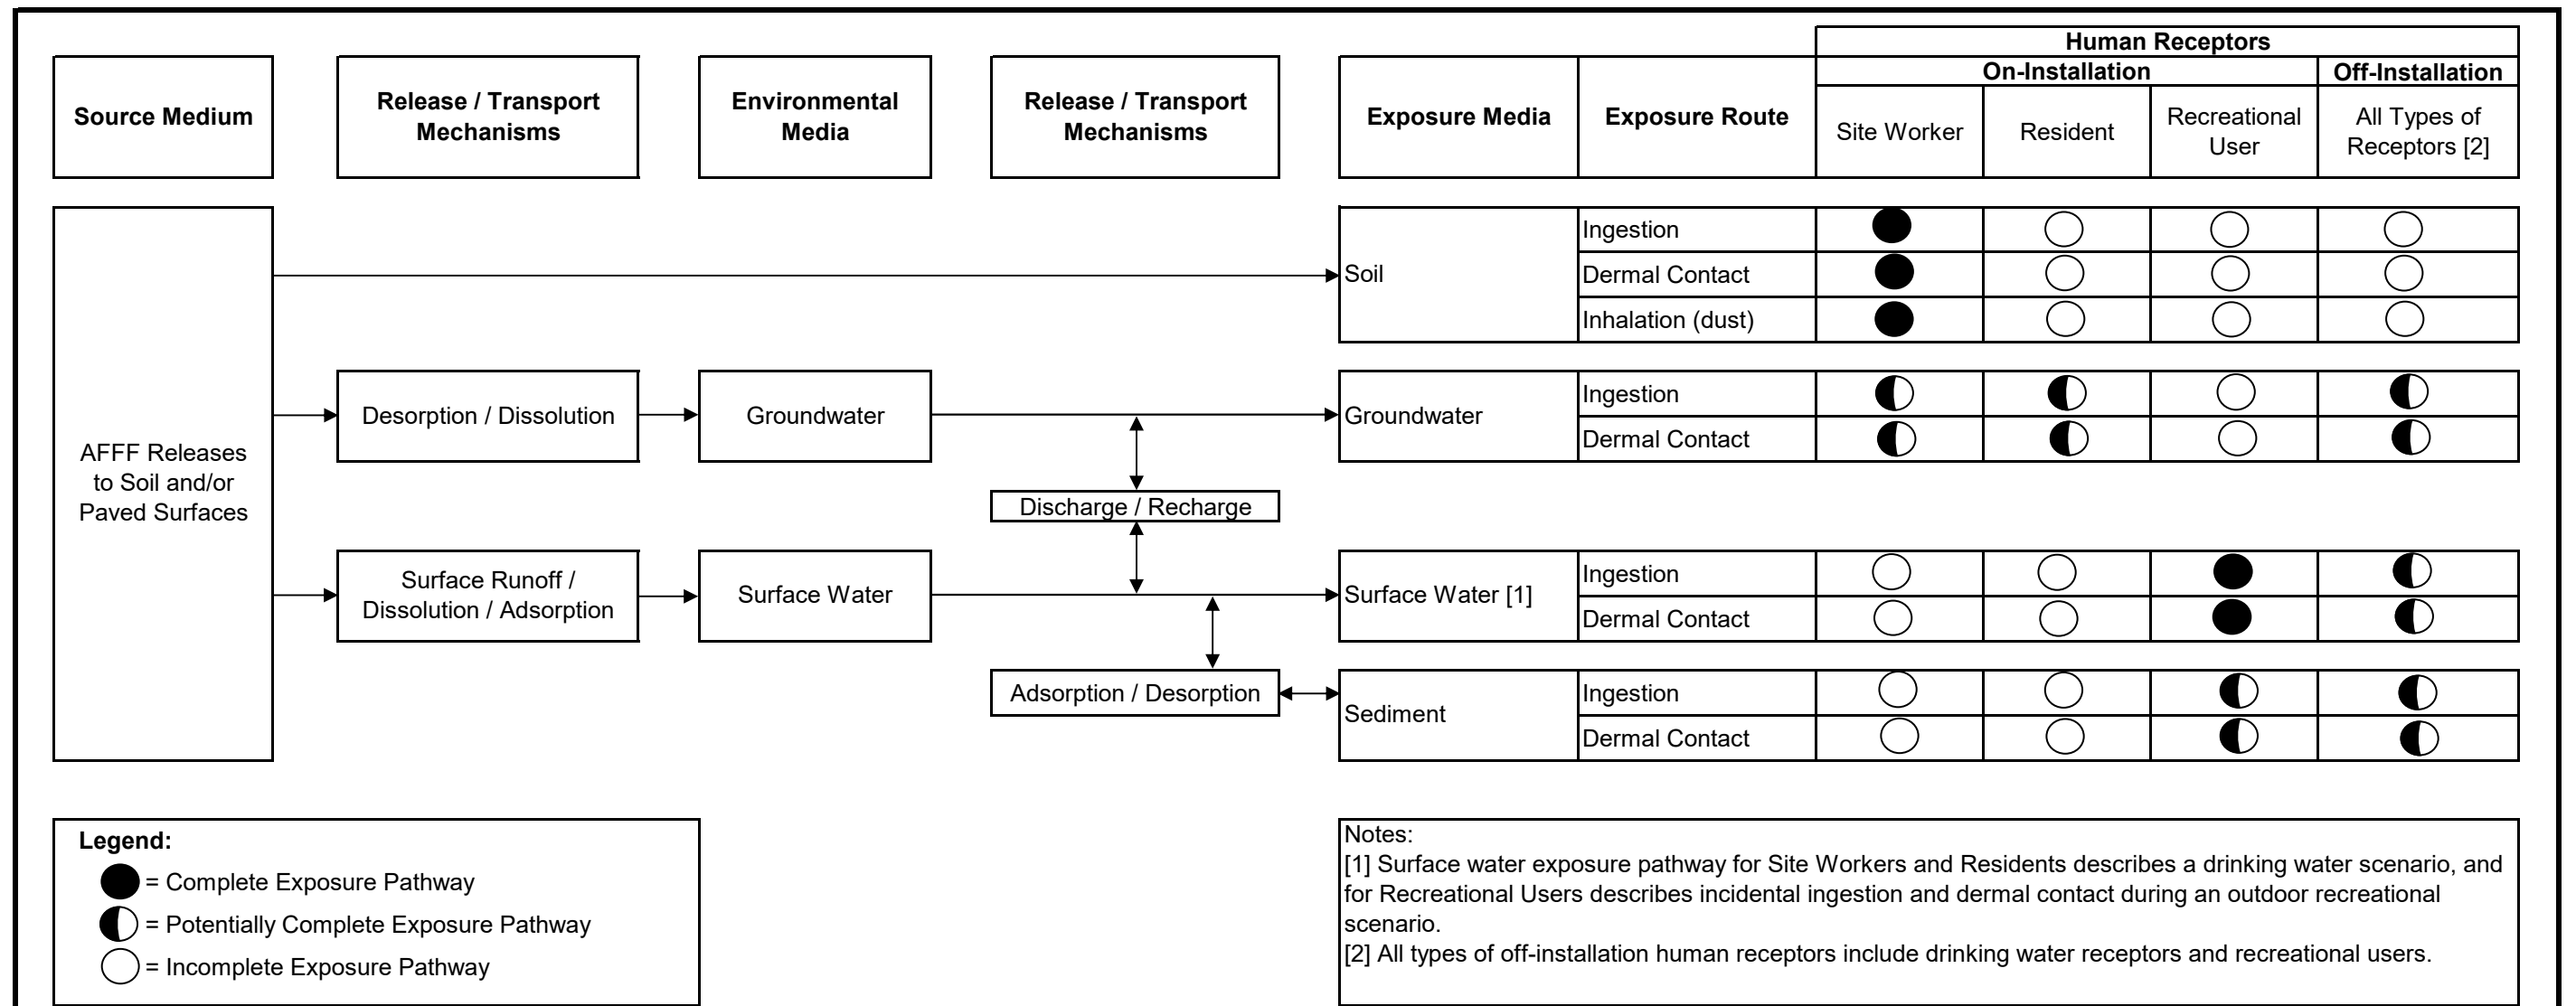 Human Receptors
On-Installation
Off-Installation
Source Medium
Release / Transport
Mechanisms
Environmental
Media
Release / Transport
Mechanisms
Exposure Media
Exposure Route
Site Worker
Resident
Recreational
User
All Types of
Receptors [2]
AFFF Releases
to Soil and/or
Paved Surfaces
Soil
Ingestion
Dermal Contact
Inhalation (dust)
Desorption / Dissolution
Groundwater
Groundwater
Ingestion
Dermal Contact
Discharge / Recharge
Surface Runoff /
Dissolution / Adsorption
Surface Water
Surface Water [1]
Ingestion
Dermal Contact
Adsorption / Desorption
Sediment
Ingestion
Dermal Contact
Legend:
= Complete Exposure Pathway
= Potentially Complete Exposure Pathway
= Incomplete Exposure Pathway
Notes:
[1] Surface water exposure pathway for Site Workers and Residents describes a drinking water scenario, and
for Recreational Users describes incidental ingestion and dermal contact during an outdoor recreational
scenario.
[2] All types of off-installation human receptors include drinking water receptors and recreational users.